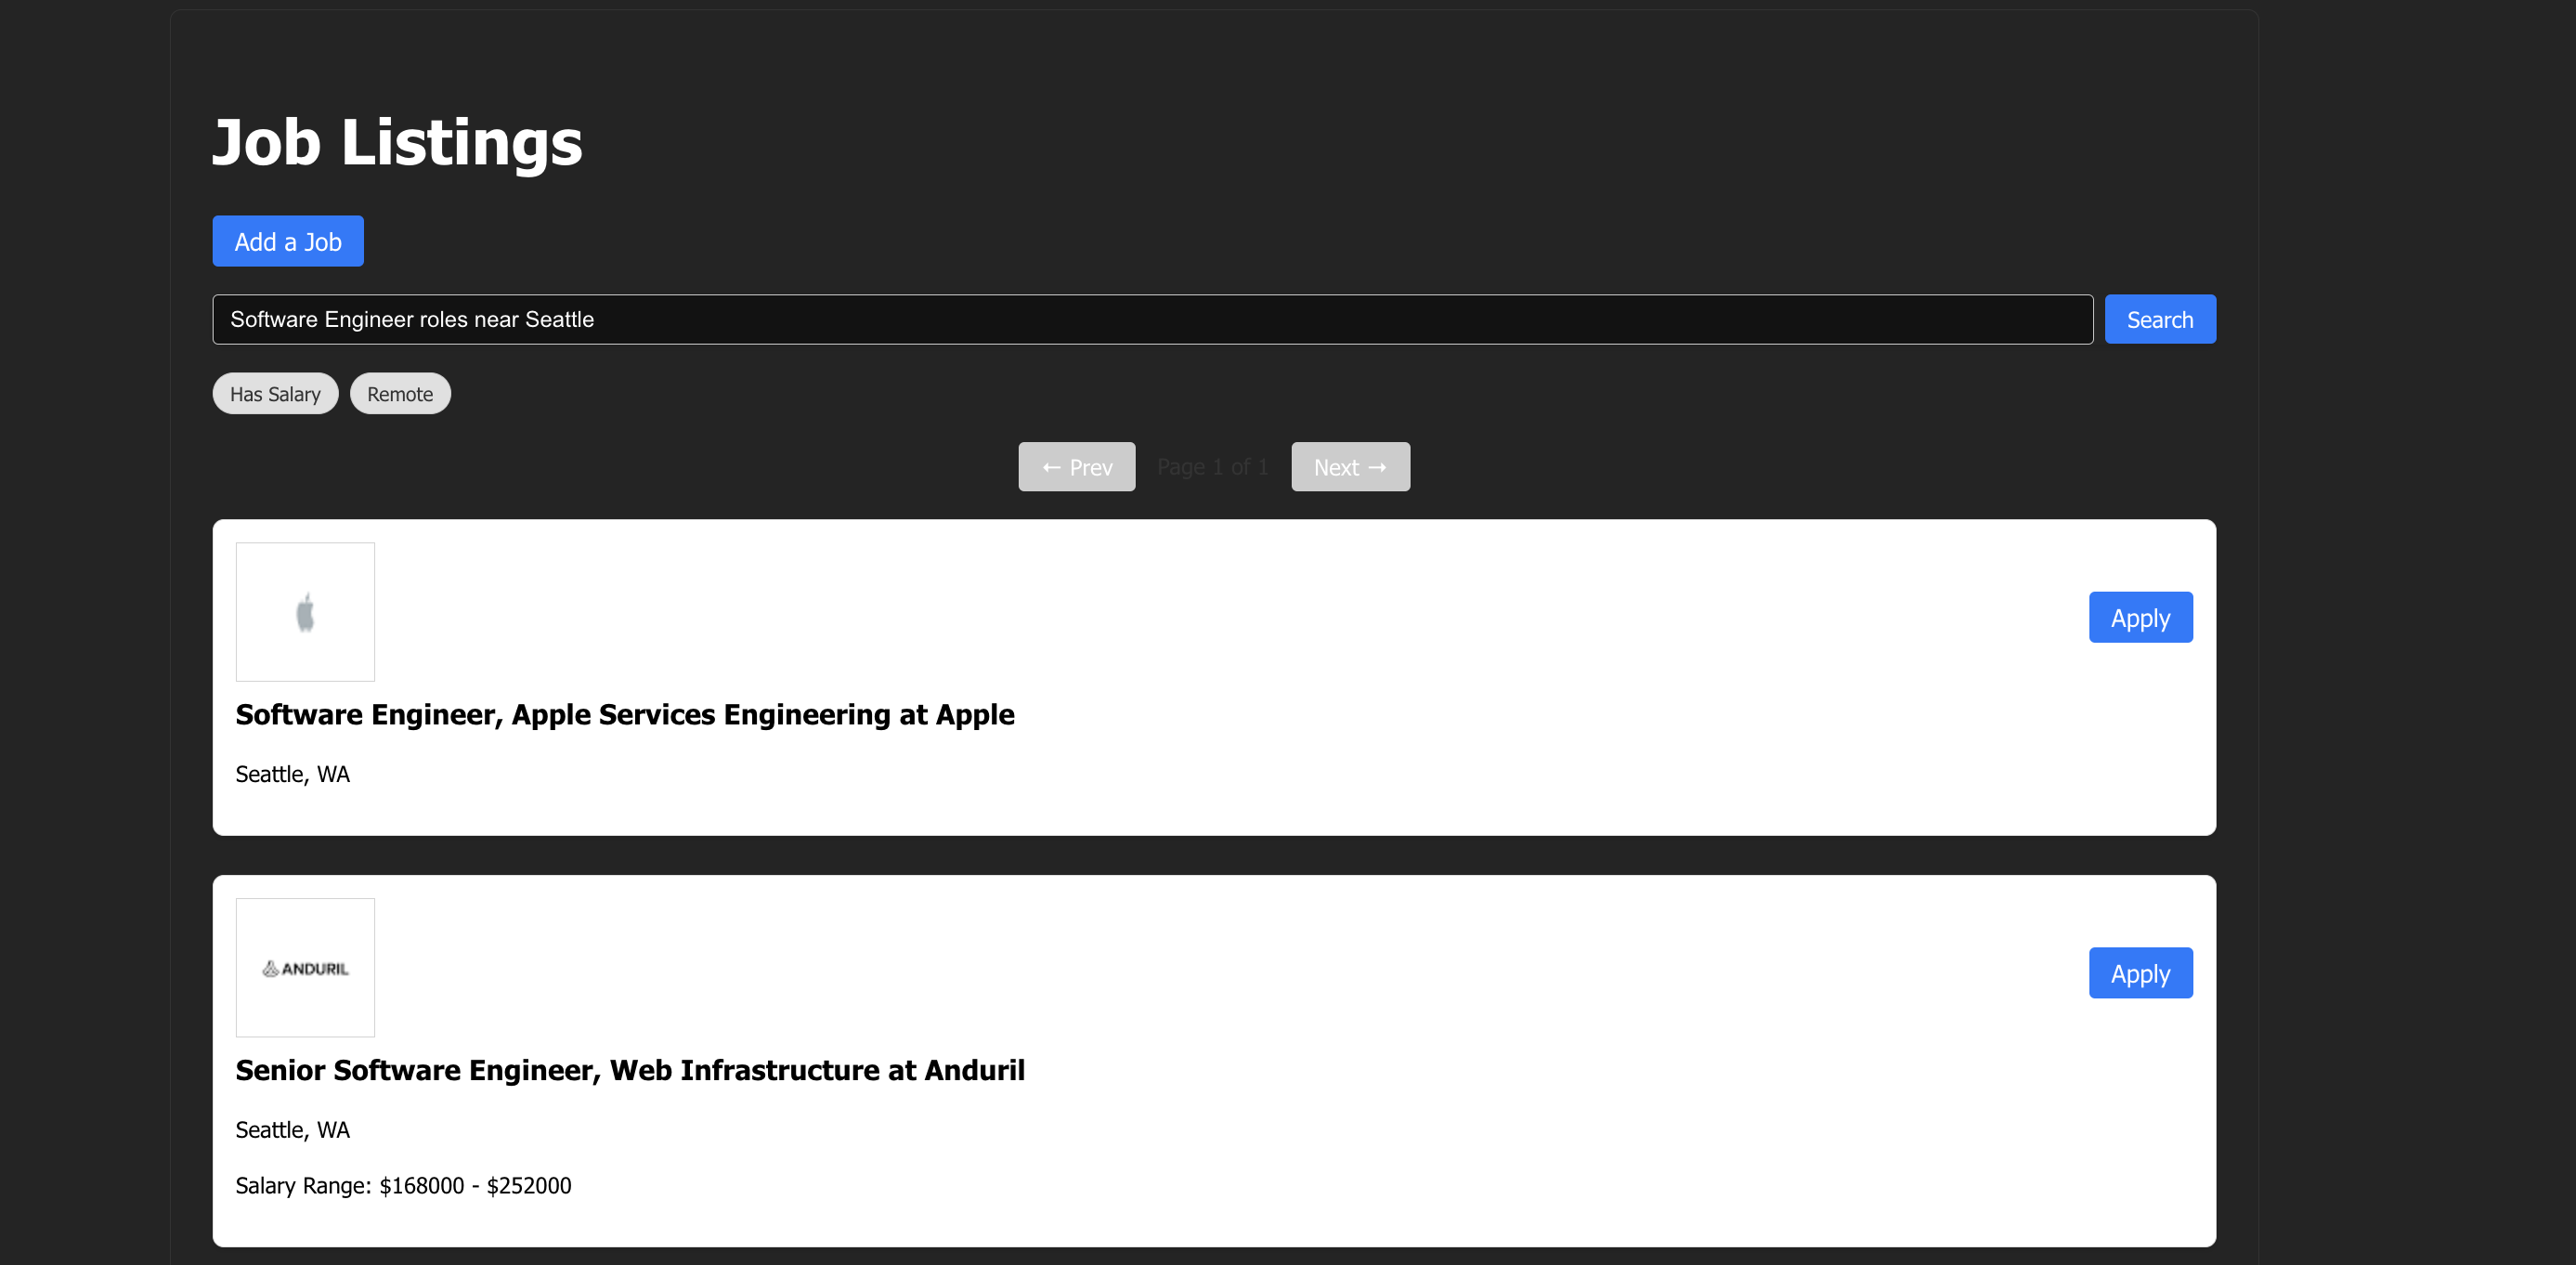 Job Listings
Add a Job
Software Engineer roles near Seattle
Search
Has Salary
Remote
← Prev
Page 1 of 1
Next →
Apply
Software Engineer, Apple Services Engineering at Apple
Seattle, WA
ANDURIL
Apply
Senior Software Engineer, Web Infrastructure at Anduril
Seattle, WA
Salary Range: $168000 - $252000